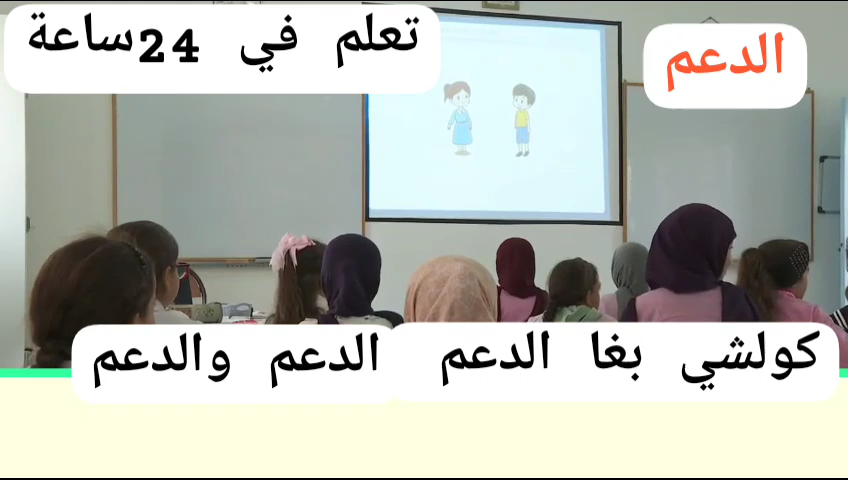 تعلم في 24ساعة
الدعم
كولشي بغا الدعم الدعم والدعم